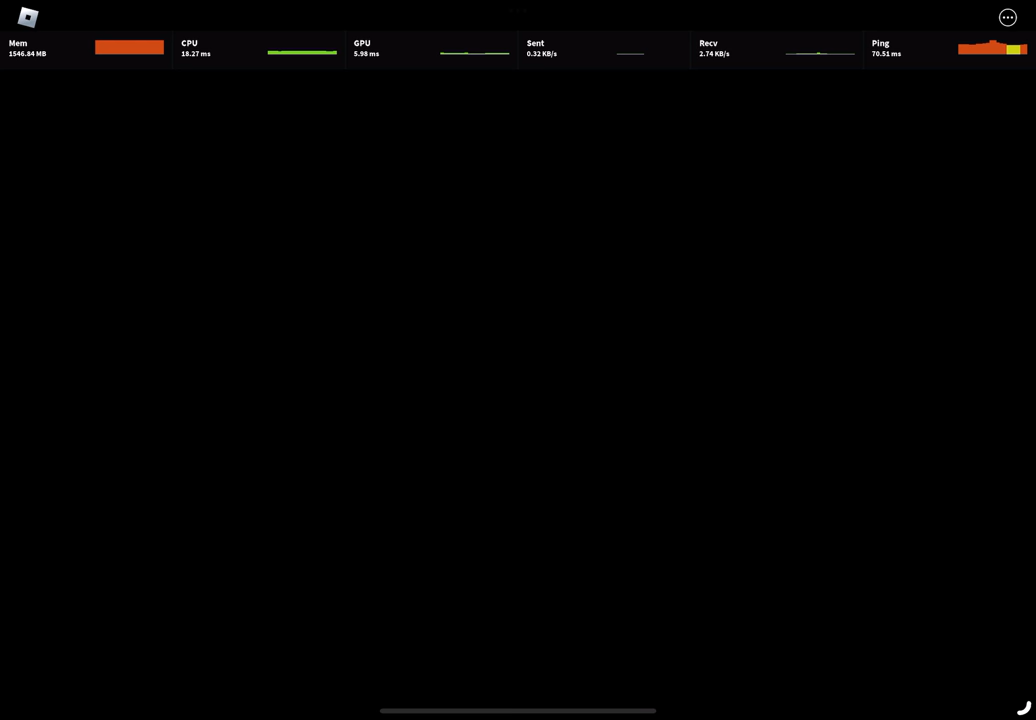 Mem
1546.84 MB
CPU
18.27 ms
GPU
5.98 ms
Sent
0.32 KB/s
Recv
2.74 KB/s
Ping
70.51 ms